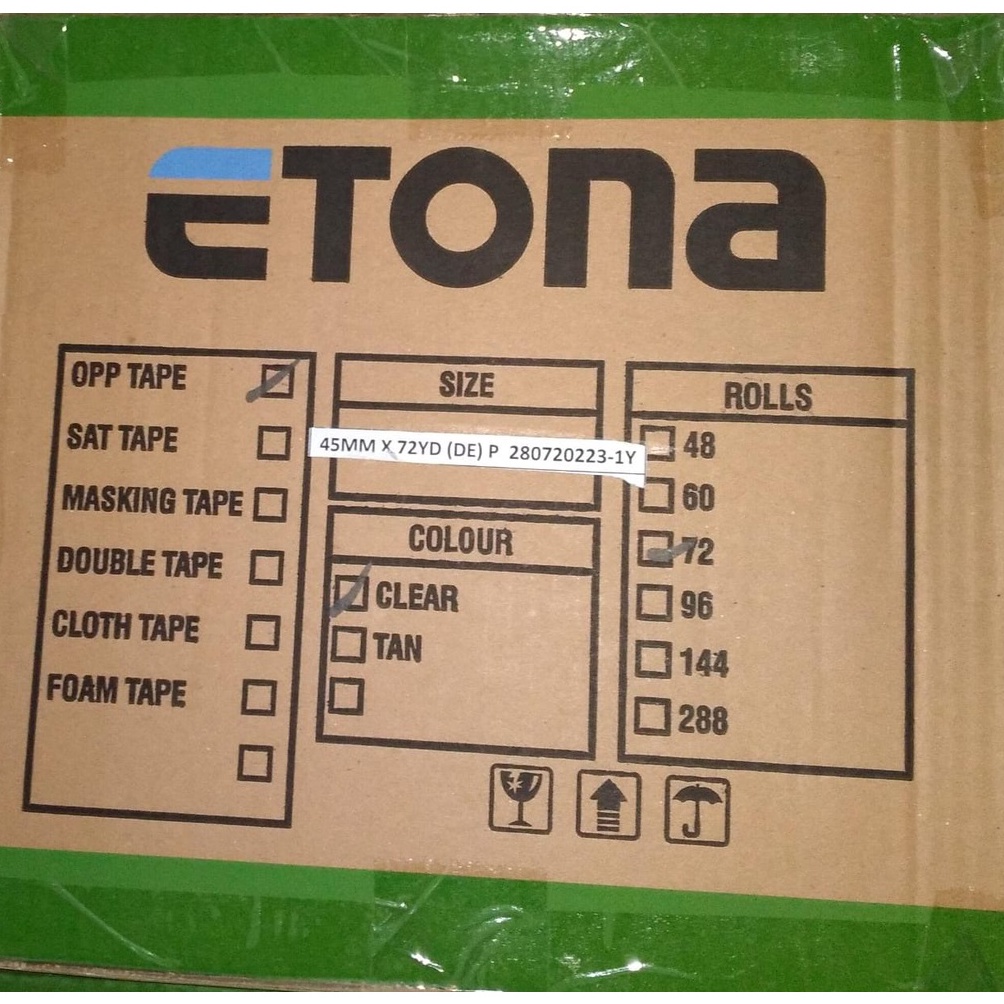 ETONA
OPP TAPE
SAT TAPE
MASKING TAPE
DOUBLE TAPE
CLOTH TAPE
FOAM TAPE
SIZE
45MM X 72YD (DE) P 280720223-1Y
COLOUR
CLEAR
TAN
ROLLS
48
60
72
96
144
288